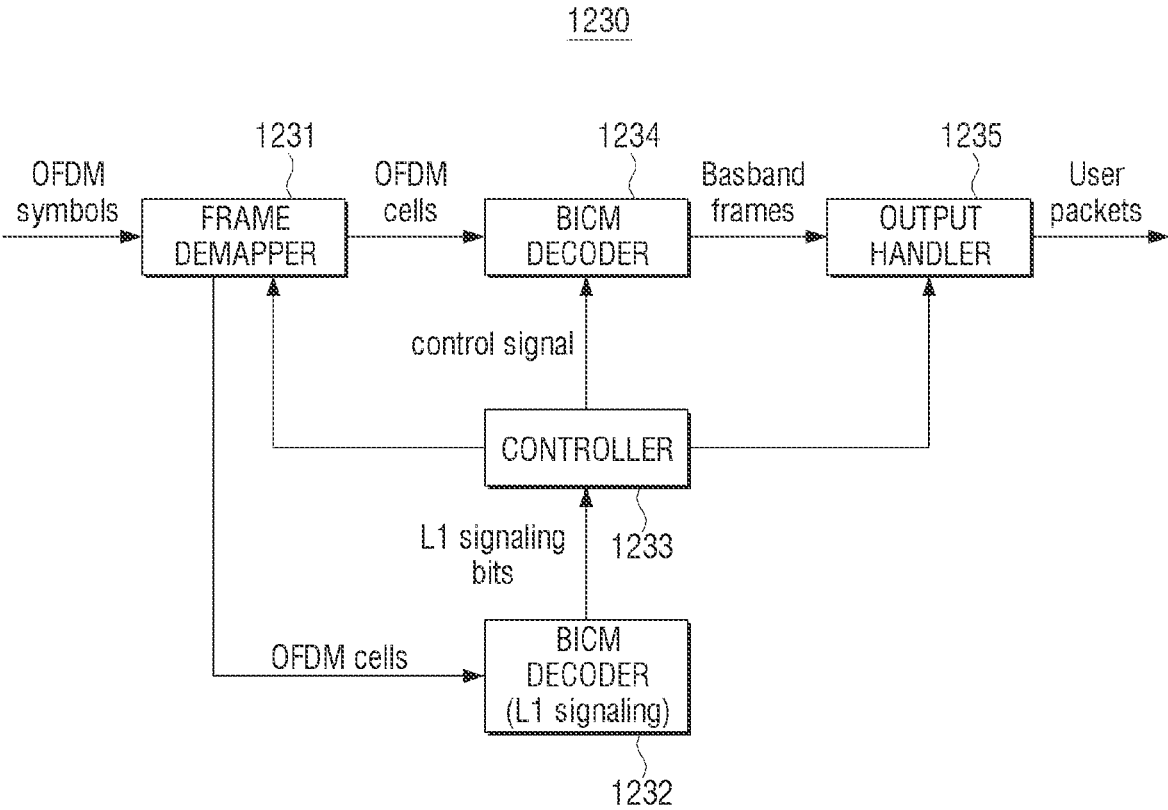 1230
1231
1234
1235
OFDM
symbols
FRAME
DEMAPPER
OFDM
cells
BICM
DECODER
Basband
frames
OUTPUT
HANDLER
User
packets
control signal
CONTROLLER
1233
L1 signaling
bits
OFDM cells
BICM
DECODER
(L1 signaling)
1232